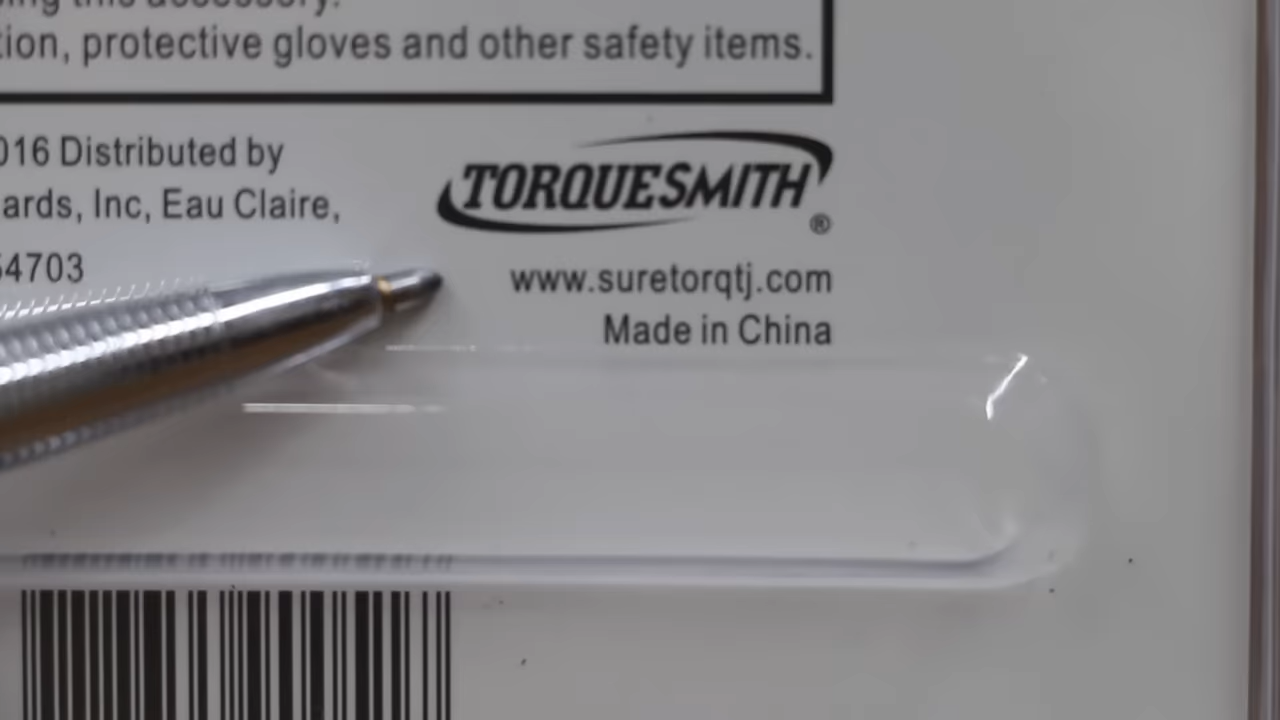 tion, protective gloves and other safety items.
016 Distributed by
ards, Inc, Eau Claire,
54703
TORQUESMITH
®
www.suretorqtj.com
Made in China